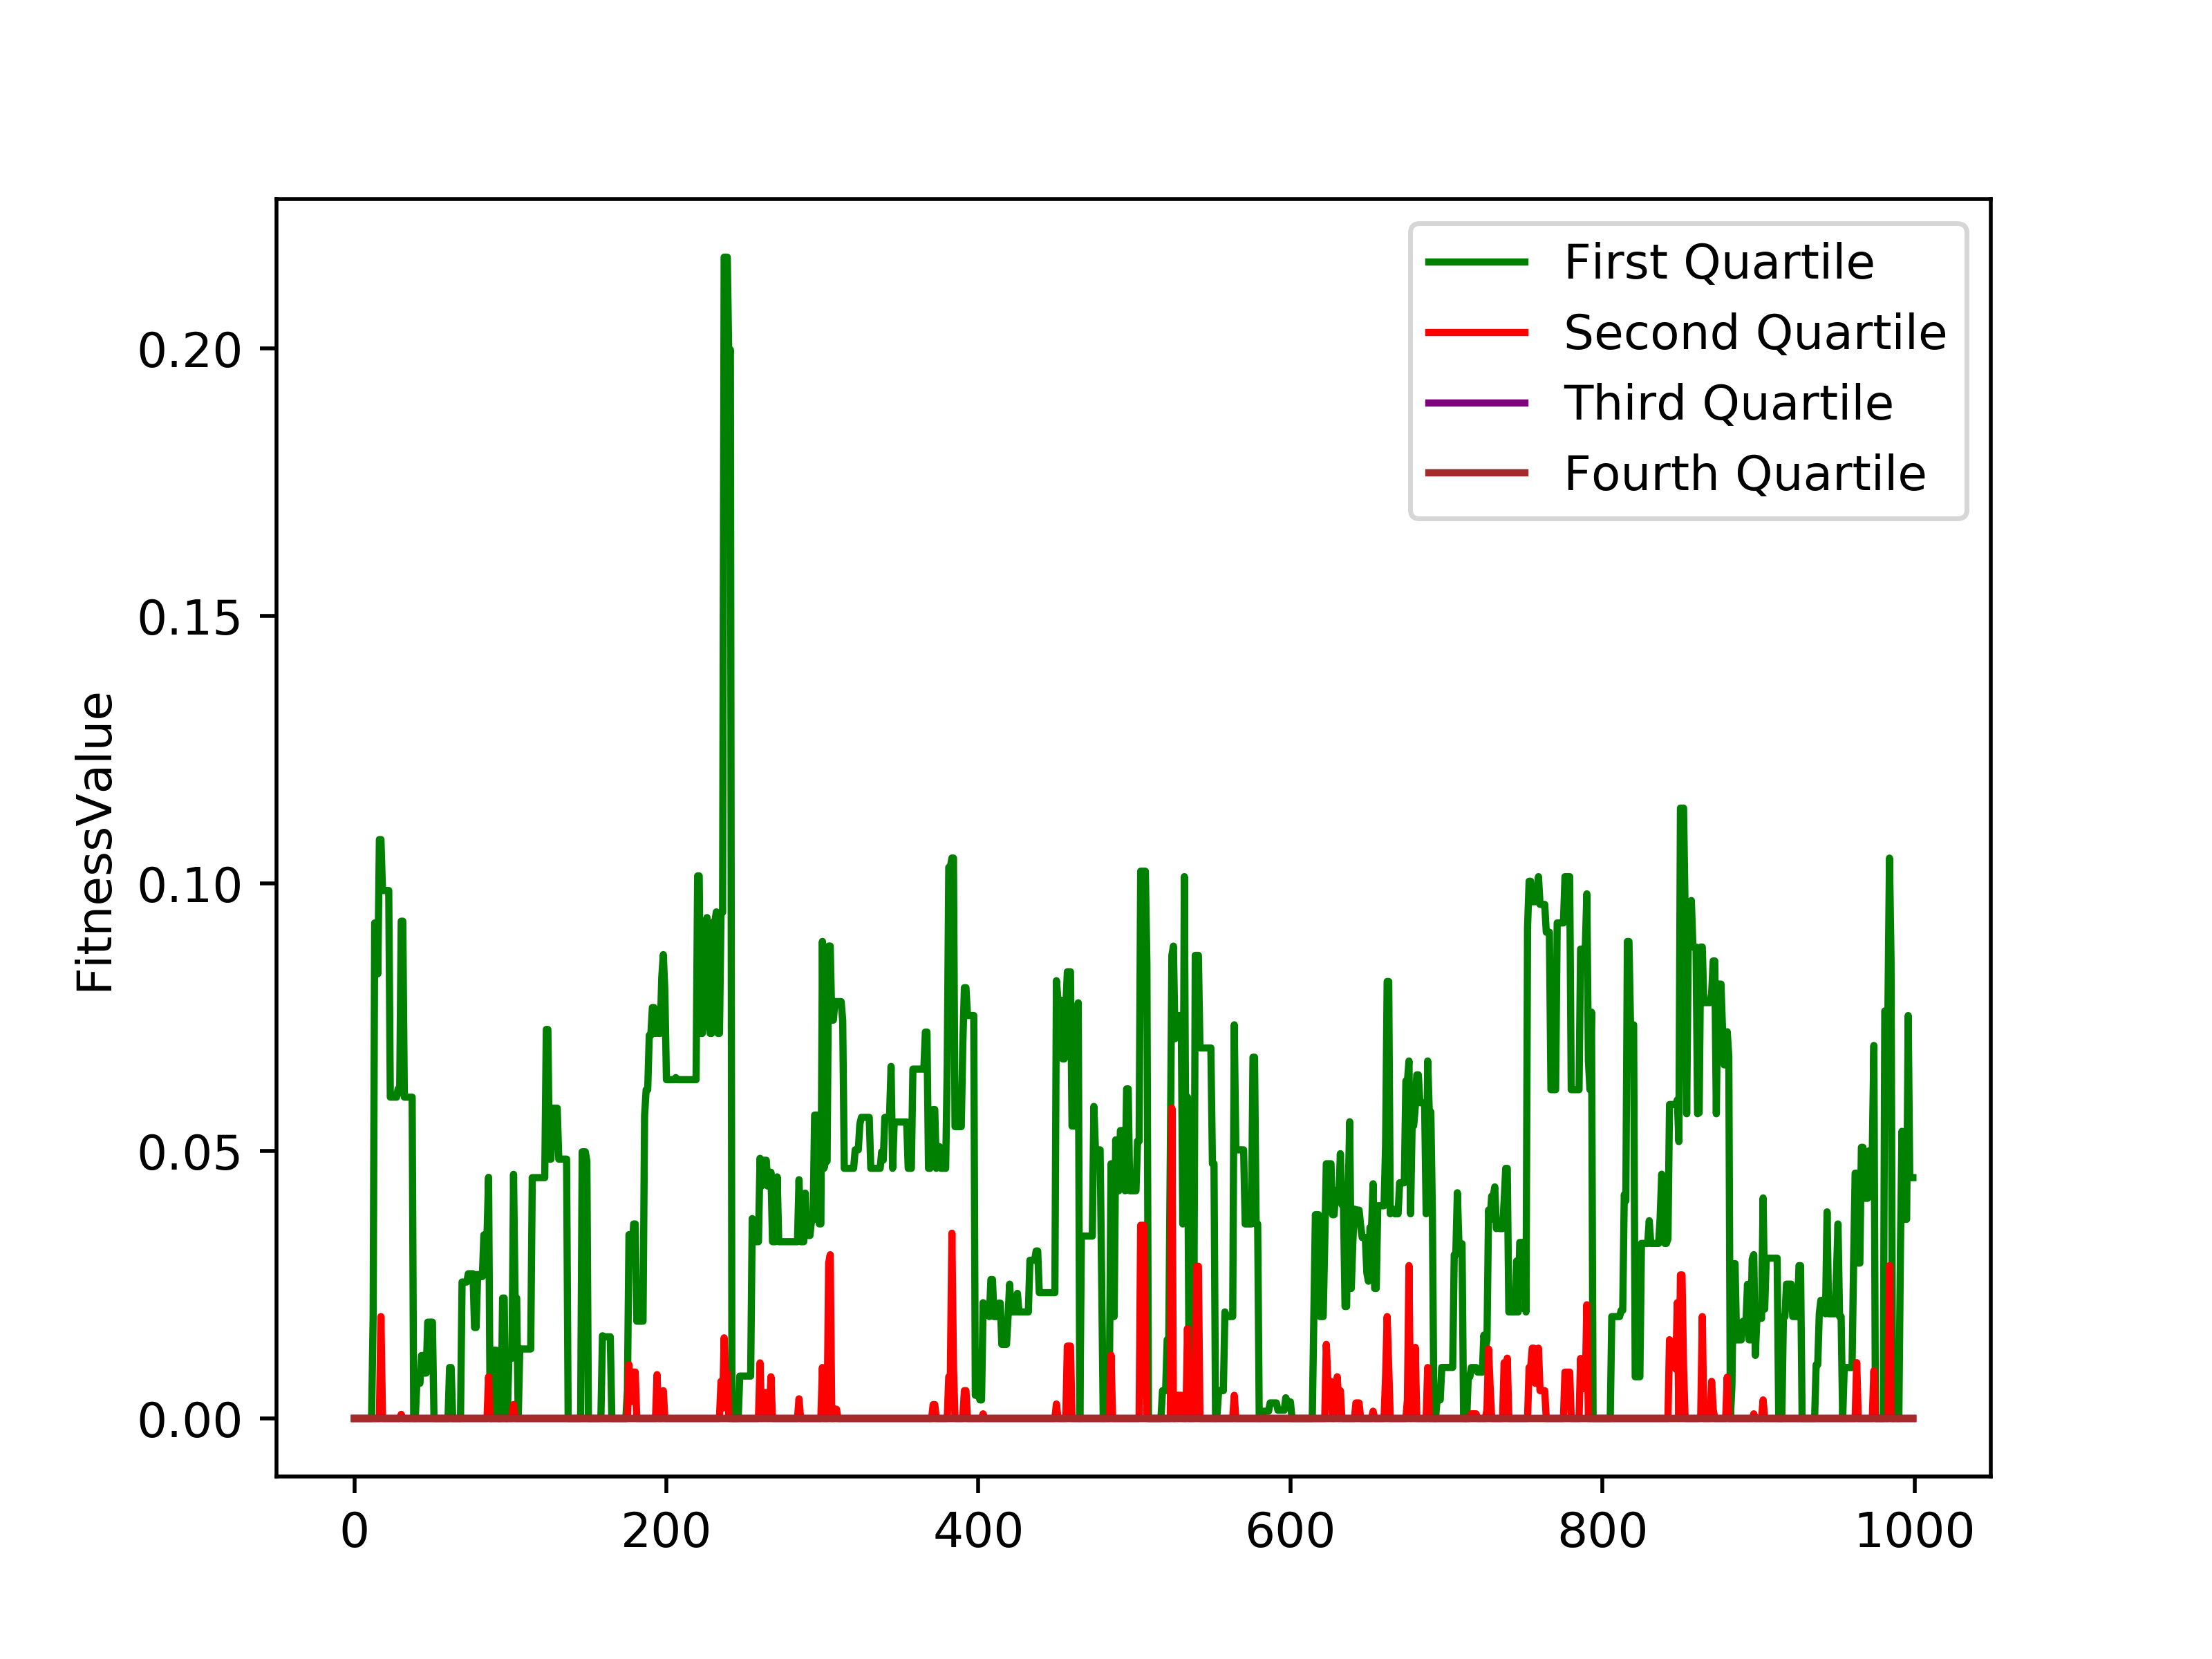 First Quartile
Second Quartile
Third Quartile
Fourth Quartile
0.20
0.15
0.10
0.05
0.00
FitnessValue
0 200 400 600 800 1000